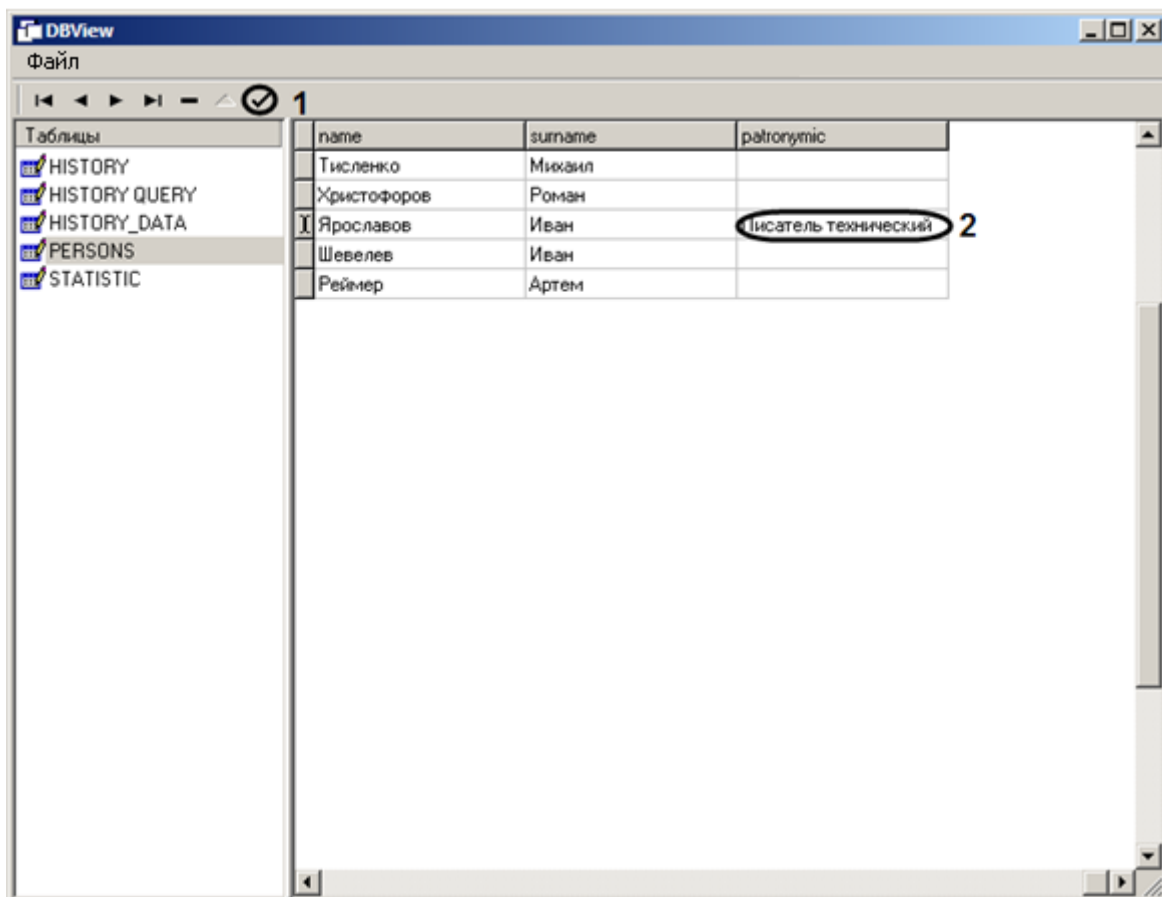 DBView
Файл
1
Таблицы
HISTORY
HISTORY QUERY
HISTORY_DATA
PERSONS
STATISTIC
name surname patronymic
Тисленко Михаил
Христофоров Роман
Ярославов Иван Писатель технический 2
Шевелев Иван
Реймер Артем